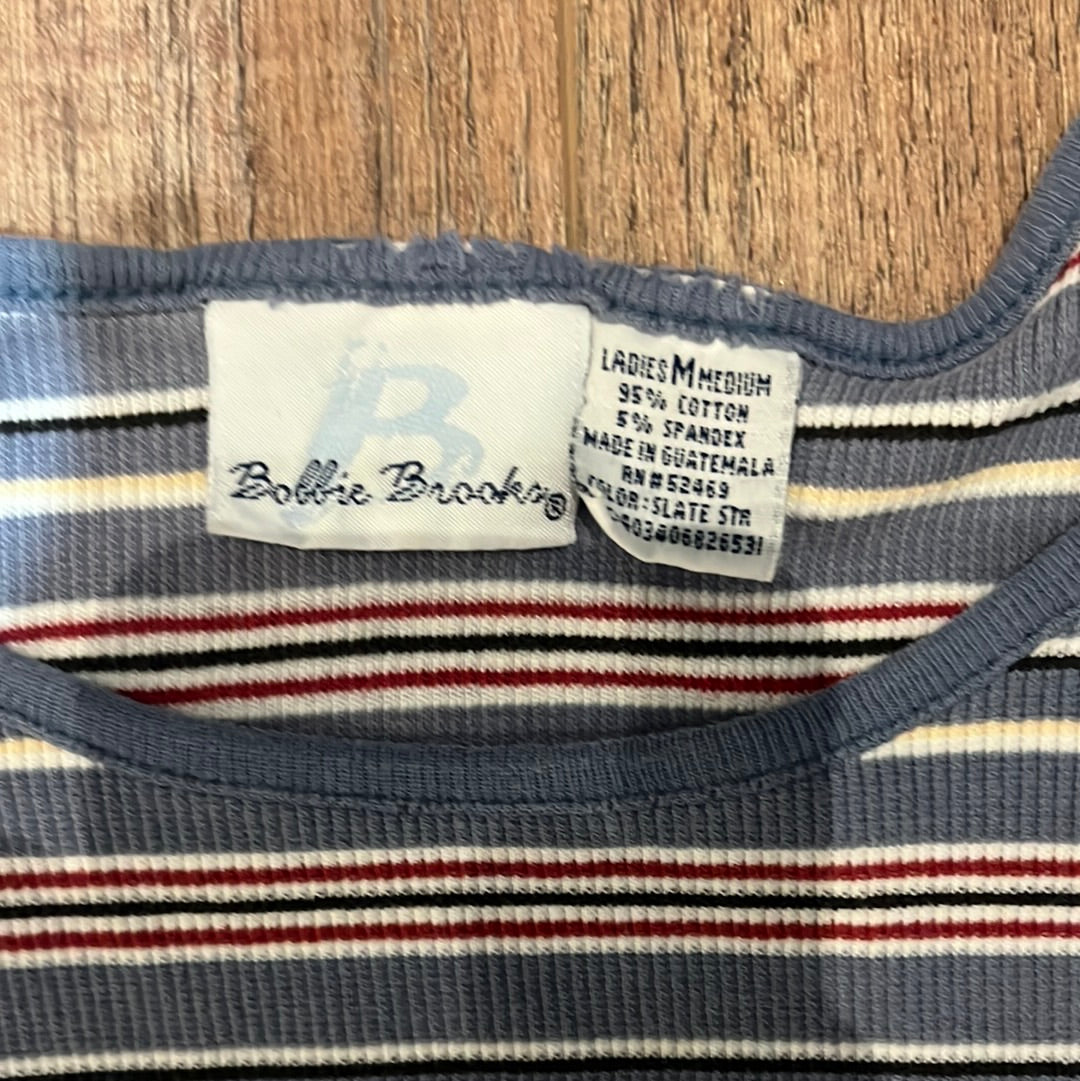 B
Bobbie Brooks®
LADIES M MEDIUM
95% COTTON
5% SPANDEX
MADE IN GUATEMALA
RN#52469
COLOR:SLATE STR